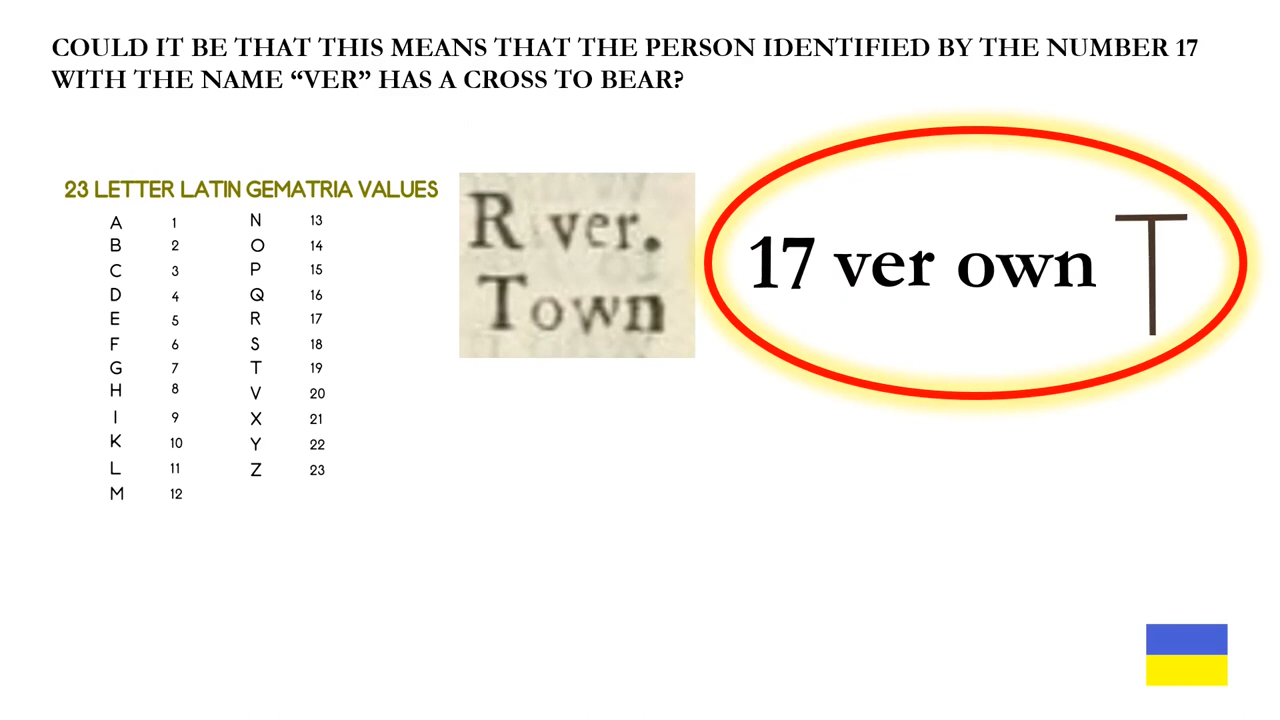 COULD IT BE THAT THIS MEANS THAT THE PERSON IDENTIFIED BY THE NUMBER 17
WITH THE NAME “VER” HAS A CROSS TO BEAR?
23 LETTER LATIN GEMATRIA VALUES
A 1
B 2
C 3
D 4
E 5
F 6
G 7
H 8
I 9
K 10
L 11
M 12
N 13
O 14
P 15
Q 16
R 17
S 18
T 19
V 20
X 21
Y 22
Z 23
R ver.
Town
17 ver own T